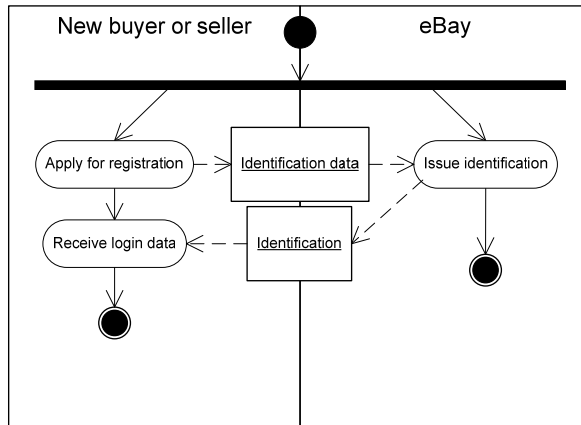 New buyer or seller
eBay
Apply for registration
Identification data
Issue identification
Receive login data
Identification